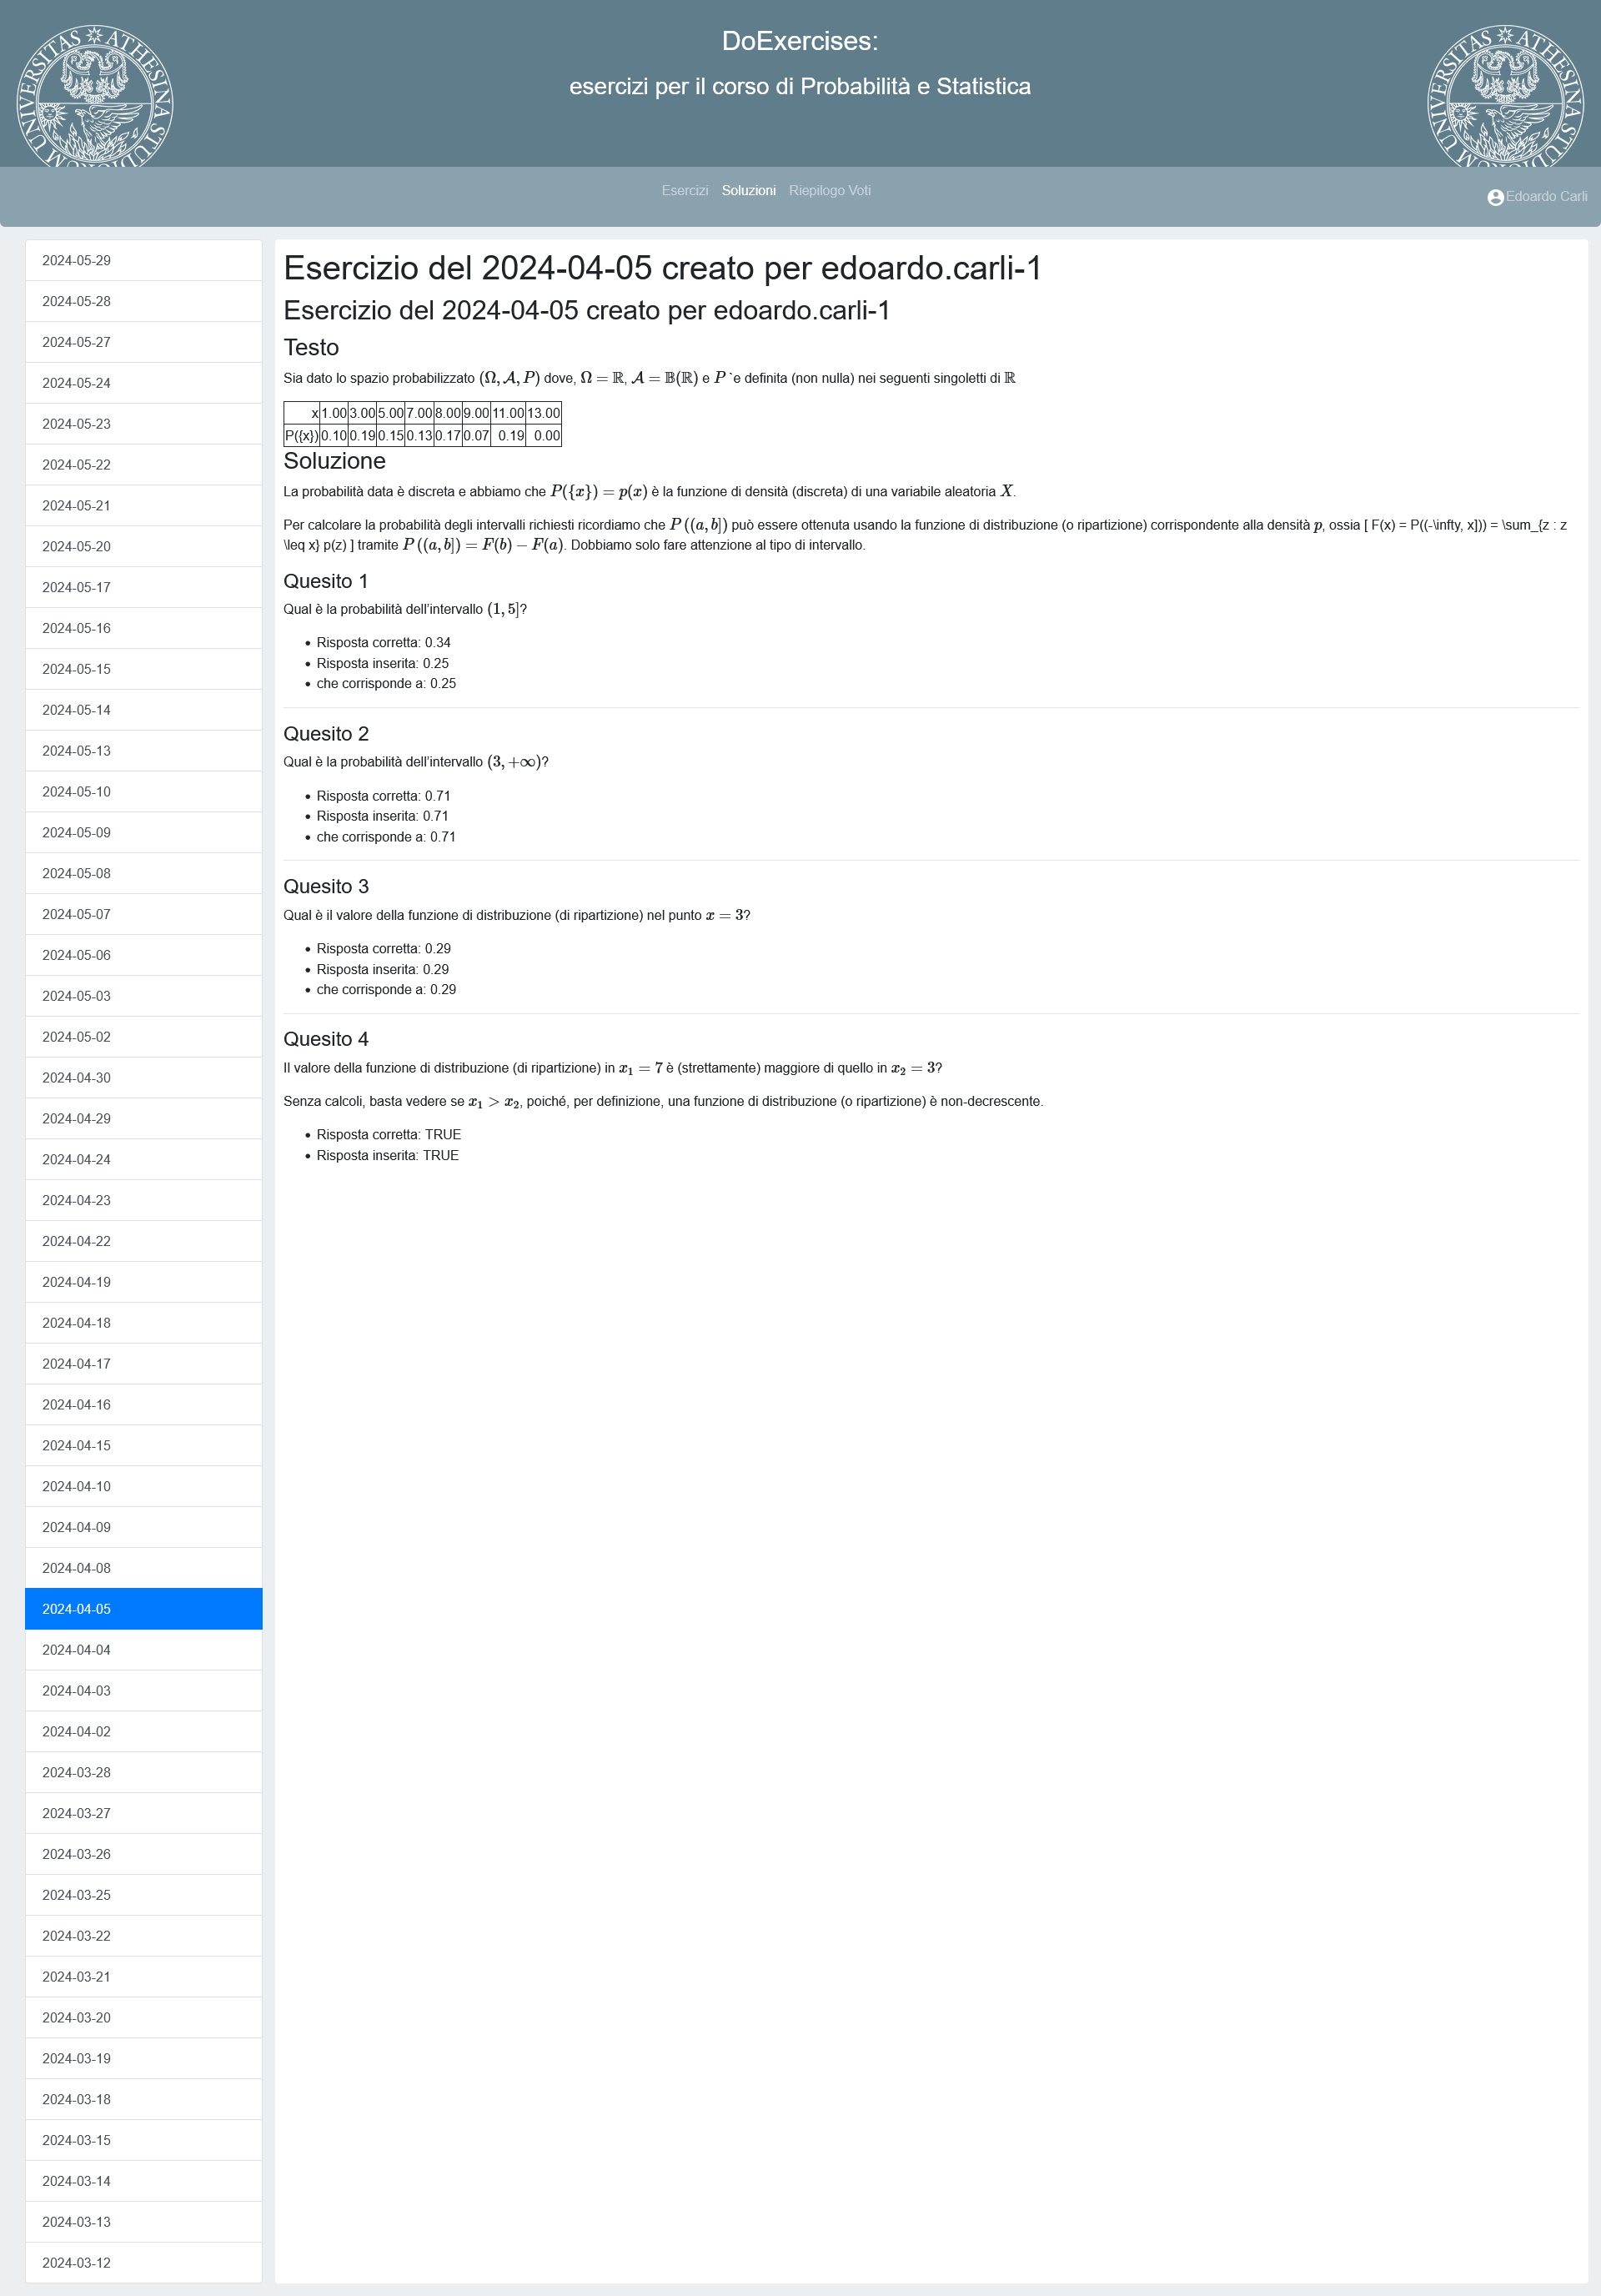 UNIVERSITAS ATHESINA STUDIORUM
DoExercises:
esercizi per il corso di Probabilità e Statistica
UNIVERSITAS ATHESINA STUDIORUM
Esercizi Soluzioni Riepilogo Voti
Edoardo Carli
2024-05-29
2024-05-28
2024-05-27
2024-05-24
2024-05-23
2024-05-22
2024-05-21
2024-05-20
2024-05-17
2024-05-16
2024-05-15
2024-05-14
2024-05-13
2024-05-10
2024-05-09
2024-05-08
2024-05-07
2024-05-06
2024-05-03
2024-05-02
2024-04-30
2024-04-29
2024-04-24
2024-04-23
2024-04-22
2024-04-19
2024-04-18
2024-04-17
2024-04-16
2024-04-15
2024-04-10
2024-04-09
2024-04-08
2024-04-05
2024-04-04
2024-04-03
2024-04-02
2024-03-28
2024-03-27
2024-03-26
2024-03-25
2024-03-22
2024-03-21
2024-03-20
2024-03-19
2024-03-18
2024-03-15
2024-03-14
2024-03-13
2024-03-12
Esercizio del 2024-04-05 creato per edoardo.carli-1
Esercizio del 2024-04-05 creato per edoardo.carli-1
Testo
Sia dato lo spazio probabilizzato (Ω, 𝒜, P) dove, Ω = ℝ, 𝒜 = 𝔹(ℝ) e P `e definita (non nulla) nei seguenti singoletti di ℝ
x 1.00 3.00 5.00 7.00 8.00 9.00 11.00 13.00
P({x}) 0.10 0.19 0.15 0.13 0.17 0.07 0.19 0.00
Soluzione
La probabilità data è discreta e abbiamo che P({x}) = p(x) è la funzione di densità (discreta) di una variabile aleatoria X.
Per calcolare la probabilità degli intervalli richiesti ricordiamo che P ((a, b]) può essere ottenuta usando la funzione di distribuzione (o ripartizione) corrispondente alla densità p, ossia [ F(x) = P((-\infty, x])) = \sum_{z : z
\leq x} p(z) ] tramite P ((a, b]) = F(b) − F(a). Dobbiamo solo fare attenzione al tipo di intervallo.
Quesito 1
Qual è la probabilità dell’intervallo (1, 5]?
• Risposta corretta: 0.34
• Risposta inserita: 0.25
• che corrisponde a: 0.25
Quesito 2
Qual è la probabilità dell’intervallo (3, +∞)?
• Risposta corretta: 0.71
• Risposta inserita: 0.71
• che corrisponde a: 0.71
Quesito 3
Qual è il valore della funzione di distribuzione (di ripartizione) nel punto x = 3?
• Risposta corretta: 0.29
• Risposta inserita: 0.29
• che corrisponde a: 0.29
Quesito 4
Il valore della funzione di distribuzione (di ripartizione) in x₁ = 7 è (strettamente) maggiore di quello in x₂ = 3?
Senza calcoli, basta vedere se x₁ > x₂, poiché, per definizione, una funzione di distribuzione (o ripartizione) è non-decrescente.
• Risposta corretta: TRUE
• Risposta inserita: TRUE